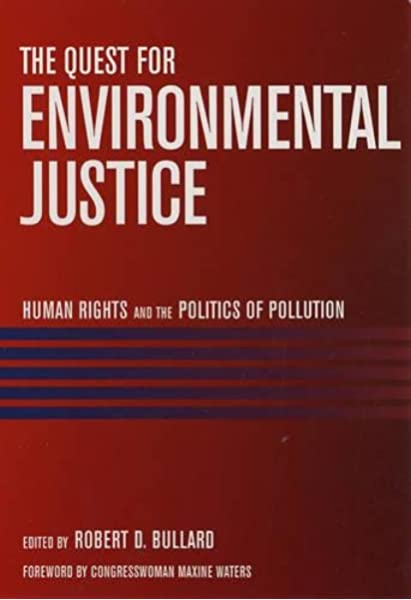 THE QUEST FOR
ENVIRONMENTAL
JUSTICE
HUMAN RIGHTS AND THE POLITICS OF POLLUTION
EDITED BY ROBERT D. BULLARD
FOREWORD BY CONGRESSWOMAN MAXINE WATERS